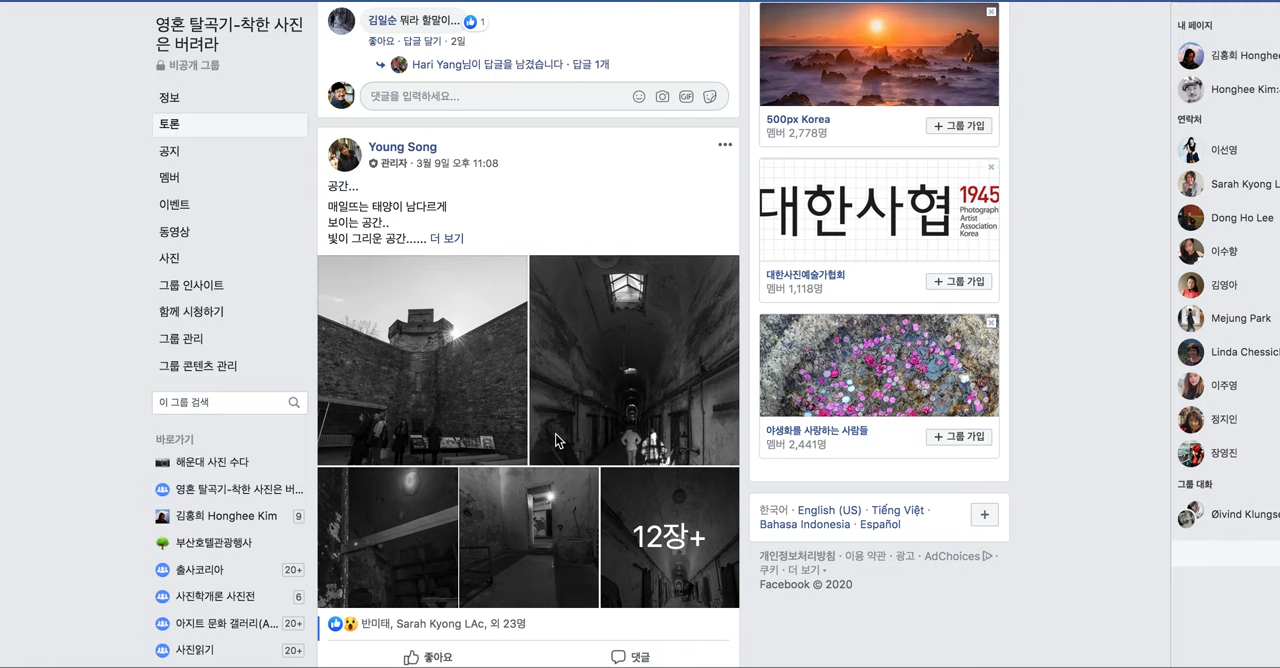 영혼 탈곡기-착한 사진
은 버려라
비공개 그룹
정보
토론
공지
멤버
이벤트
동영상
사진
그룹 인사이트
함께 시청하기
그룹 관리
그룹 콘텐츠 관리
이 그룹 검색
바로가기
해운대 사진 수다
영혼 탈곡기-착한 사진은 버...
김홍희 Honghee Kim 9
부산호텔관광행사
출사코리아 20+
사진학개론 사진전 6
아지트 문화 갤러리(A... 20+
사진읽기 20+
김일순 뭐라 할말이... 1
좋아요 · 답글 달기 · 2일
Hari Yang님이 답글을 남겼습니다 · 답글 1개
댓글을 입력하세요...
GIF
Young Song
관리자 · 3월 9일 오후 11:08
공간...
매일뜨는 태양이 남다르게
보이는 공간..
빛이 그리운 공간...... 더 보기
12장+
반미태, Sarah Kyong LAc, 외 23명
좋아요
댓글
500px Korea
멤버 2,778명
+ 그룹 가입
대한사협 1945
Photograph
Artist
Association
Korea
대한사진예술가협회
멤버 1,118명
+ 그룹 가입
야생화를 사랑하는 사람들
멤버 2,441명
+ 그룹 가입
한국어 · English (US) · Tiếng Việt ·
Bahasa Indonesia · Español
개인정보처리방침 · 이용 약관 · 광고 · AdChoices ·
쿠키 · 더 보기
Facebook © 2020
내 페이지
김홍희 Honghee
Honghee Kim:
연락처
이선영
Sarah Kyong L
Dong Ho Lee
이수향
김영아
Mejung Park
Linda Chessic
이주영
정지인
장영진
그룹 대화
Øivind Klungse